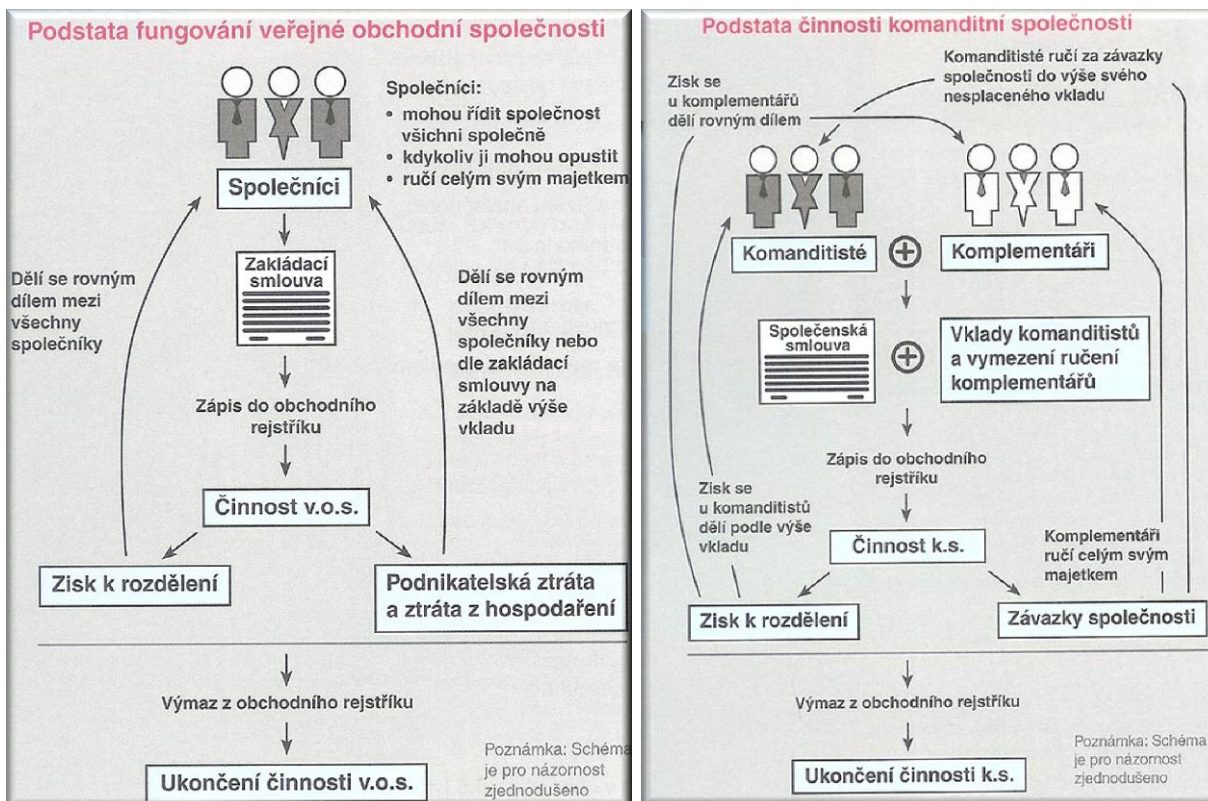 Podstata fungování veřejné obchodní společnosti
Společníci:
• mohou řídit společnost
všichni společně
• kdykoliv ji mohou opustit
• ručí celým svým majetkem
Společníci
Zakládací
smlouva
Dělí se rovným
dílem mezi
všechny
společníky
Dělí se rovným
dílem mezi
všechny
společníky nebo
dle zakládací
smlouvy na
základě výše
vkladu
Zápis do obchodního
rejstříku
Činnost v.o.s.
Zisk k rozdělení
Podnikatelská ztráta
a ztráta z hospodaření
Výmaz z obchodního rejstříku
Ukončení činnosti v.o.s.
Poznámka: Schéma
je pro názornost
zjednodušeno
Podstata činnosti komanditní společnosti
Komanditisté ručí za závazky
společnosti do výše svého
nesplaceného vkladu
Zisk se
u komplementářů
dělí rovným dílem
Komanditisté
Komplementáři
Společenská
smlouva
Vklady komanditistů
a vymezení ručení
komplementářů
Zápis do obchodního
rejstříku
Zisk se
u komanditistů
dělí podle výše
vkladu
Činnost k.s.
Komplementáři
ručí celým svým
majetkem
Zisk k rozdělení
Závazky společnosti
Výmaz z obchodního rejstříku
Ukončení činnosti k.s.
Poznámka: Schéma
je pro názornost
zjednodušeno